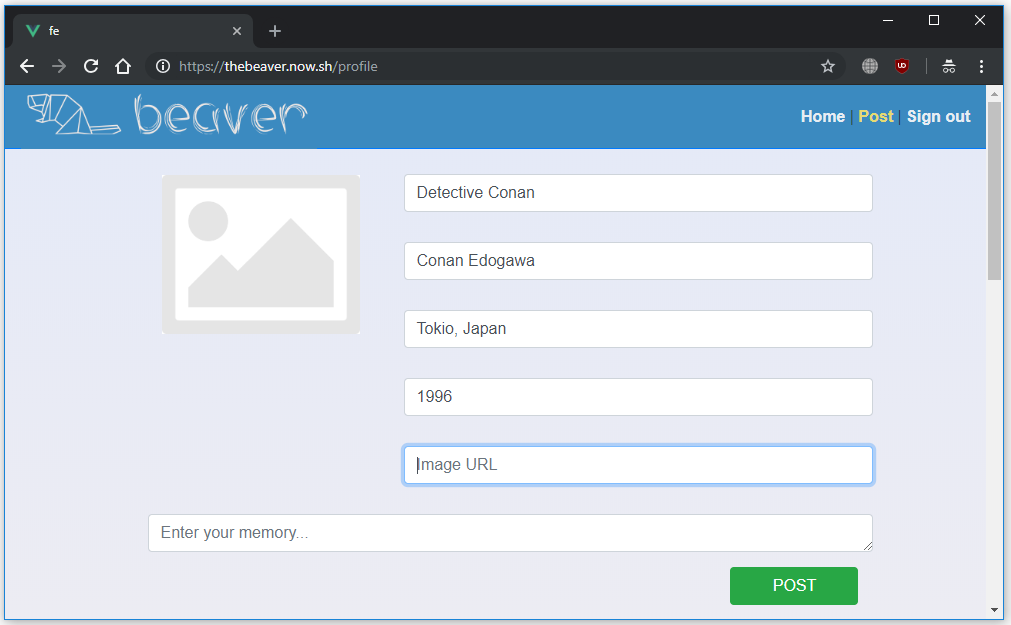 fe
https://thebeaver.now.sh/profile
beaver
Home | Post | Sign out
Detective Conan
Conan Edogawa
Tokio, Japan
1996
Image URL
Enter your memory...
POST